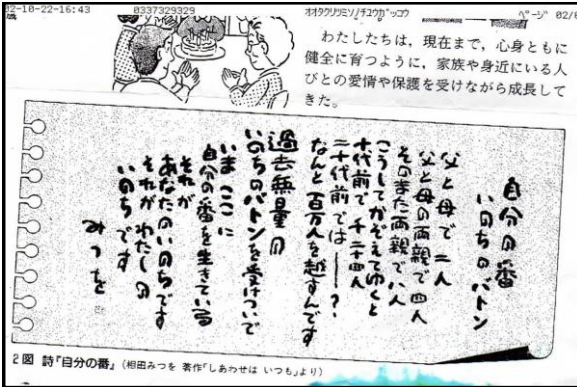 02-10-22-16:43 0337329329 オオタクリツミソノチユウガッコウ ページ 02/0
わたしたちは，現在まで，心身ともに
健全に育つように，家族や身近にいる人
びとの愛情や保護を受けながら成長して
きた。
自分の番
いのちのバトン
父と母で二人
父と母の両親で四人
そのまた両親で八人
こうしてかぞえてゆくと
十代前で千二十四人
二十代前では―？
なんと百万人を越すんです
過去無量の
いのちのバトンを受けついで
いまここに
自分の番を生きている
それが
あなたのいのちです
それがわたしの
いのちです
みつを
2図 詩『自分の番』（相田みつを 著作『しあわせは いつも』より）